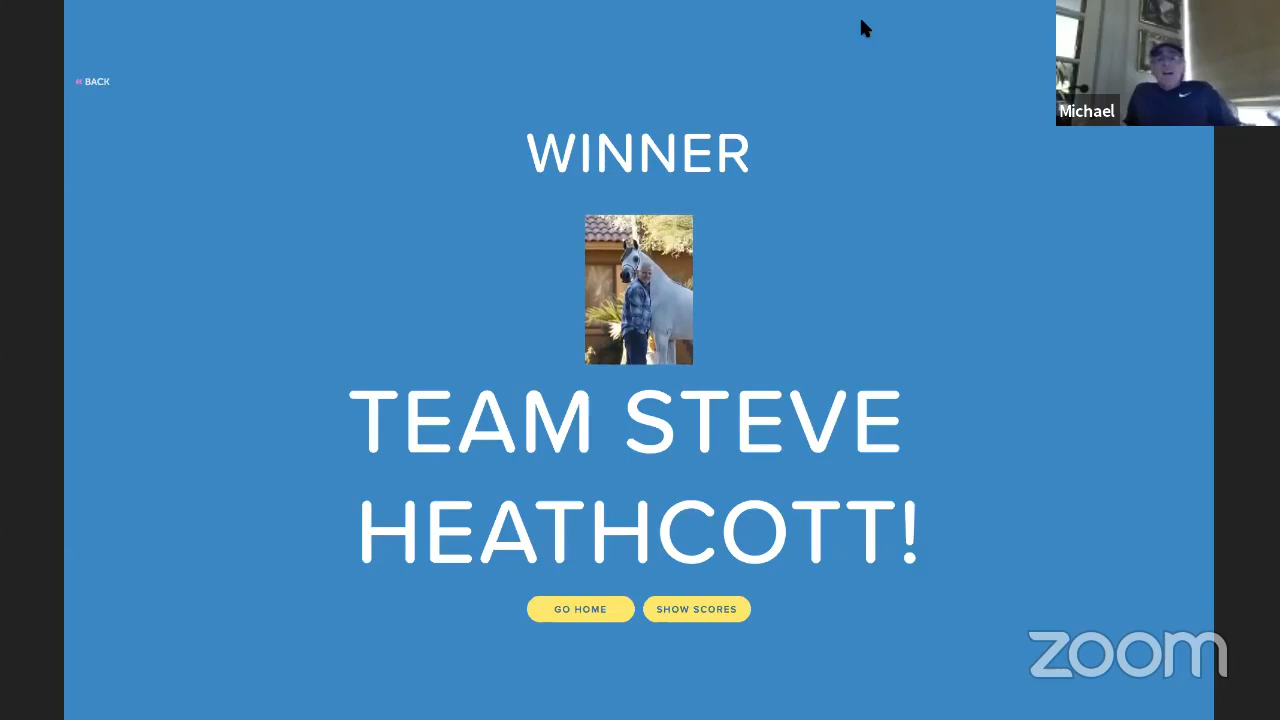 « BACK
Michael
WINNER
TEAM STEVE
HEATHCOTT!
GO HOME
SHOW SCORES
zoom